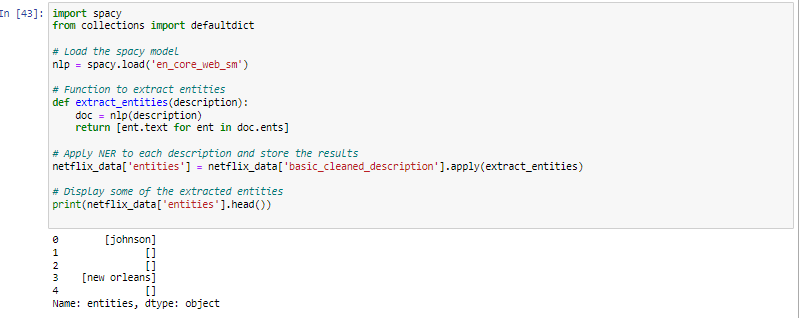 In [43]:
import spacy
from collections import defaultdict
# Load the spacy model
nlp = spacy.load('en_core_web_sm')
# Function to extract entities
def extract_entities(description):
    doc = nlp(description)
    return [ent.text for ent in doc.ents]
# Apply NER to each description and store the results
netflix_data['entities'] = netflix_data['basic_cleaned_description'].apply(extract_entities)
# Display some of the extracted entities
print(netflix_data['entities'].head())
0        [johnson]
1               []
2               []
3    [new orleans]
4               []
Name: entities, dtype: object